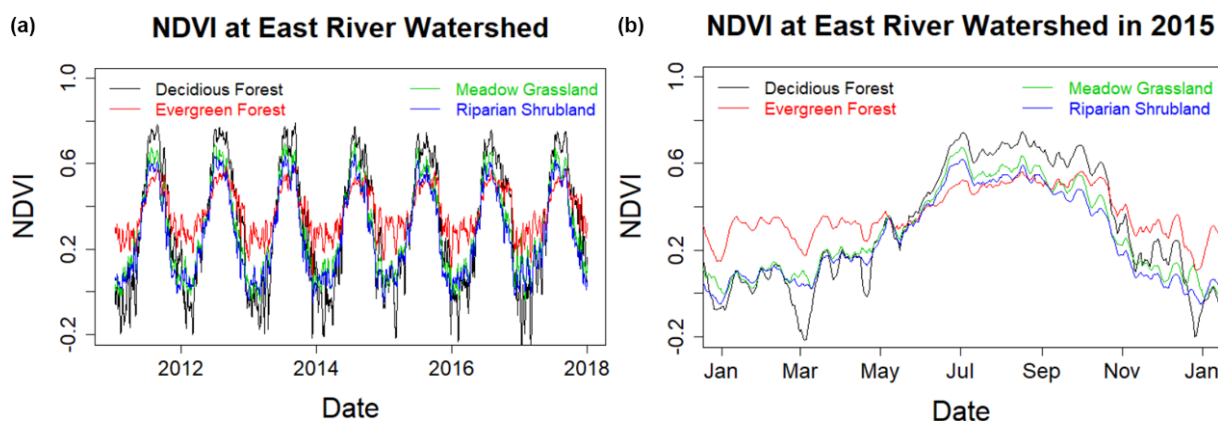 (a)
NDVI at East River Watershed
1.0
0.6
0.2
-0.2
NDVI
Decidious Forest
Evergreen Forest
Meadow Grassland
Riparian Shrubland
2012
2014
2016
2018
Date
(b)
NDVI at East River Watershed in 2015
1.0
0.6
0.2
-0.2
NDVI
Decidious Forest
Evergreen Forest
Meadow Grassland
Riparian Shrubland
Jan
Mar
May
Jul
Sep
Nov
Jan
Date